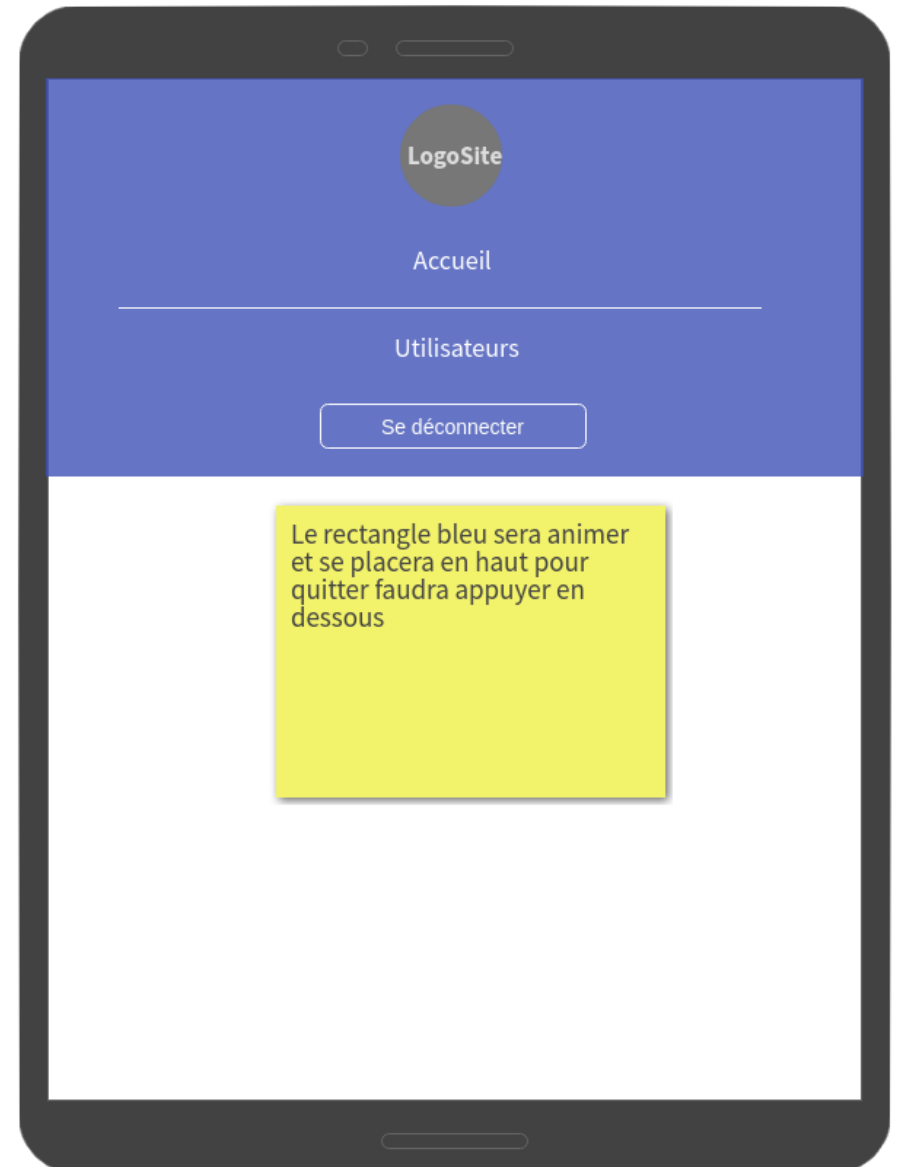 LogoSite
Accueil
Utilisateurs
Se déconnecter
Le rectangle bleu sera animer
et se placera en haut pour
quitter faudra appuyer en
dessous